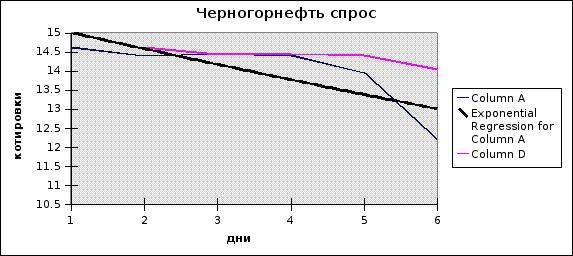 Черногорнефть спрос
15
14.5
14
13.5
13
12.5
12
11.5
11
10.5
1 2 3 4 5 6
котировки
дни
Column A
Exponential
Regression for
Column A
Column D